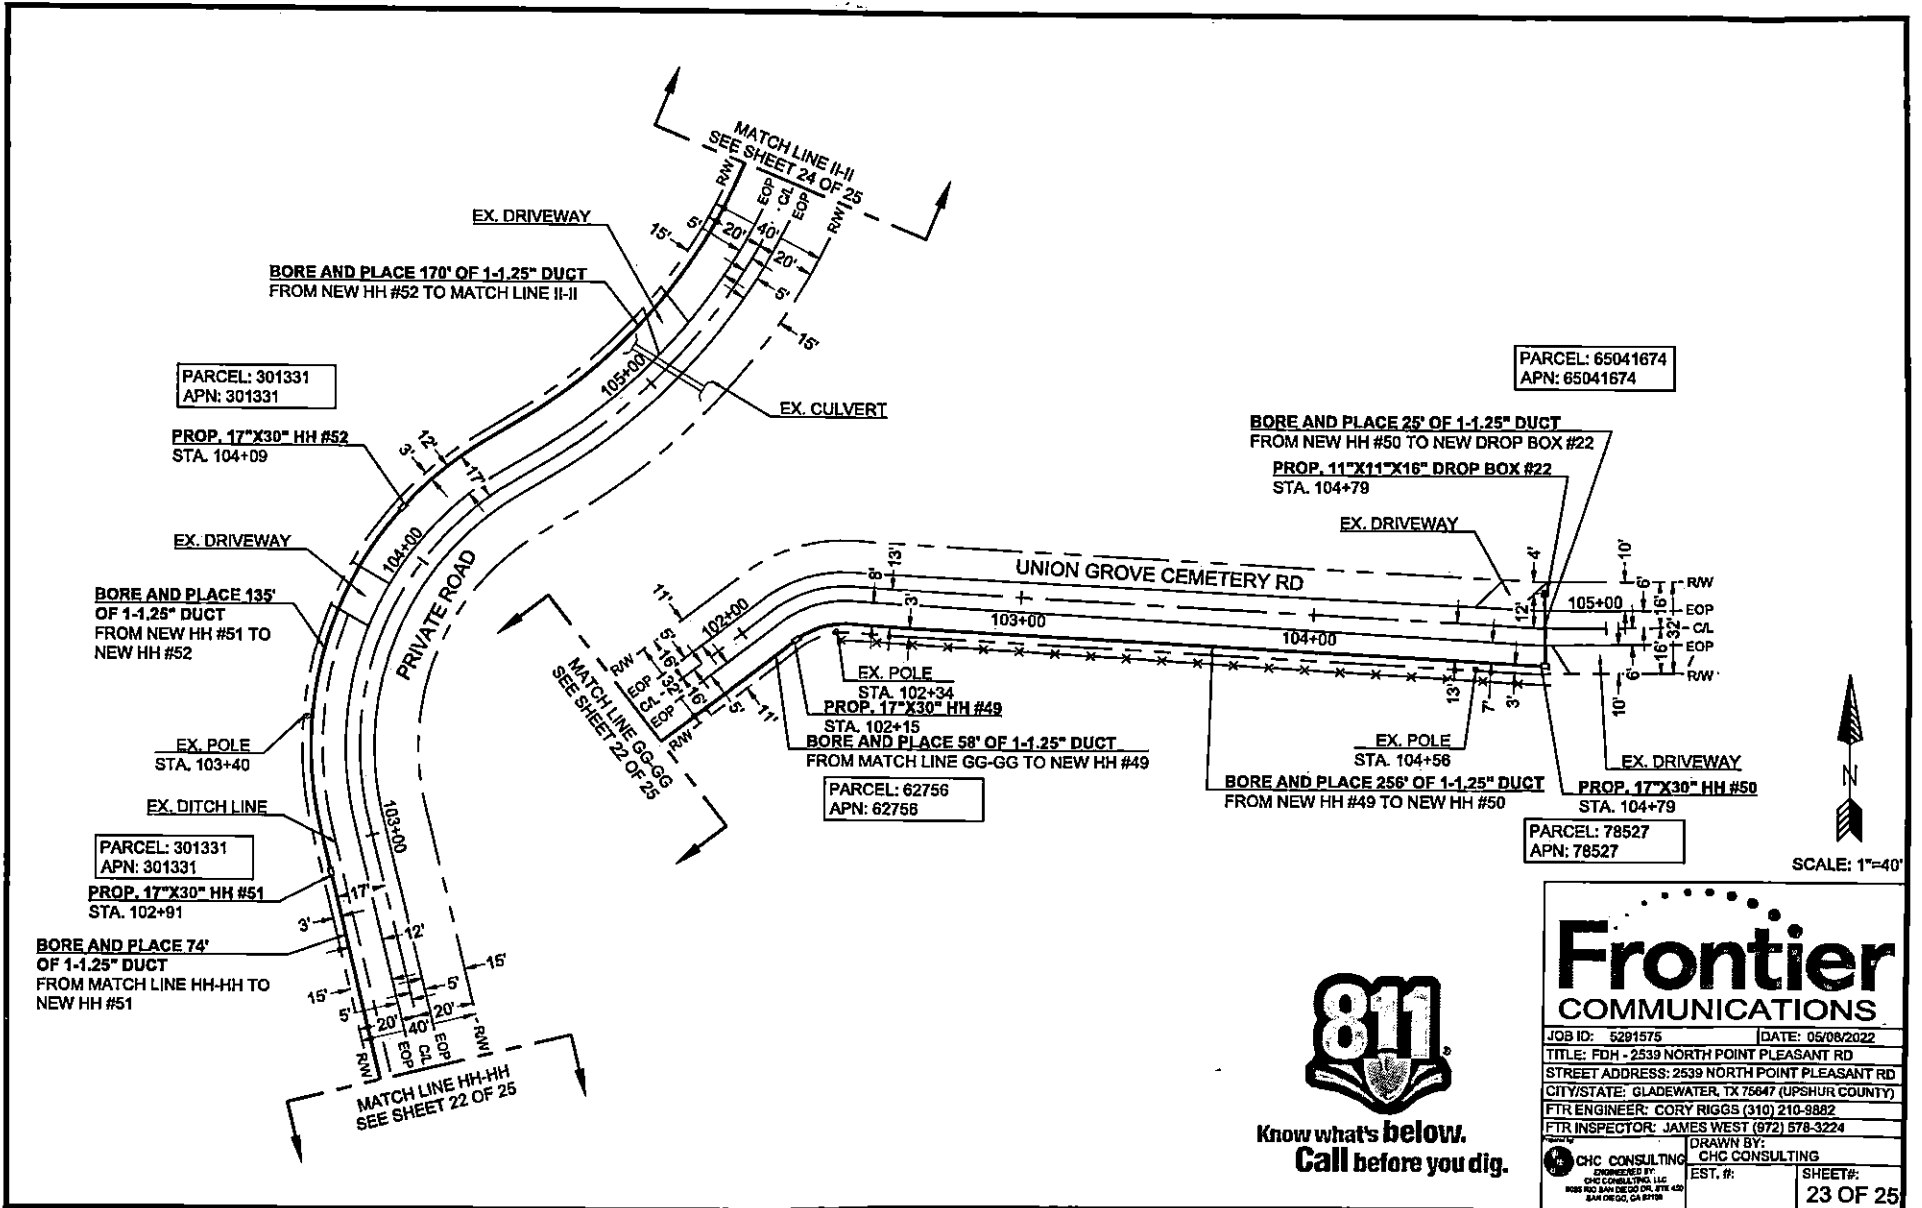 MATCH LINE II-II
SEE SHEET 24 OF 25
R/W
EOP
C/L
EOP
R/W
EX. DRIVEWAY
15'
5'
20'
40'
20'
5'
15'
BORE AND PLACE 170' OF 1-1.25" DUCT
FROM NEW HH #52 TO MATCH LINE II-II
PARCEL: 301331
APN: 301331
105+00
EX. CULVERT
PROP. 17"X30" HH #52
STA. 104+09
12'
3'
17'
EX. DRIVEWAY
104+00
PRIVATE ROAD
BORE AND PLACE 135'
OF 1-1.25" DUCT
FROM NEW HH #51 TO
NEW HH #52
EX. POLE
STA. 103+40
EX. DITCH LINE
103+00
PARCEL: 301331
APN: 301331
PROP. 17"X30" HH #51
STA. 102+91
17'
3'
12'
BORE AND PLACE 74'
OF 1-1.25" DUCT
FROM MATCH LINE HH-HH TO
NEW HH #51
15'
15'
5'
5'
20'
40'
20'
R/W
EOP
C/L
EOP
R/W
MATCH LINE HH-HH
SEE SHEET 22 OF 25
PARCEL: 65041674
APN: 65041674
BORE AND PLACE 25' OF 1-1.25" DUCT
FROM NEW HH #50 TO NEW DROP BOX #22
PROP. 11"X11"X16" DROP BOX #22
STA. 104+79
EX. DRIVEWAY
UNION GROVE CEMETERY RD
11'
8'
13'
3'
102+00
103+00
104+00
105+00
4'
10'
12'
6'
16'
32'
16'
6'
10'
R/W
EOP
C/L
EOP
R/W
13'
7'
3'
5'
16'
32'
16'
5'
11'
R/W
EOP
C/L
EOP
R/W
MATCH LINE GG-GG
SEE SHEET 22 OF 25
EX. POLE
STA. 102+34
PROP. 17"X30" HH #49
STA. 102+15
BORE AND PLACE 58' OF 1-1.25" DUCT
FROM MATCH LINE GG-GG TO NEW HH #49
PARCEL: 62756
APN: 62756
EX. POLE
STA. 104+56
BORE AND PLACE 256' OF 1-1.25" DUCT
FROM NEW HH #49 TO NEW HH #50
EX. DRIVEWAY
PROP. 17"X30" HH #50
STA. 104+79
PARCEL: 78527
APN: 78527
N
SCALE: 1"=40'
811
Know what's below.
Call before you dig.
Frontier
COMMUNICATIONS
JOB ID: 5291575
DATE: 05/08/2022
TITLE: FDH - 2539 NORTH POINT PLEASANT RD
STREET ADDRESS: 2539 NORTH POINT PLEASANT RD
CITY/STATE: GLADEWATER, TX 75647 (UPSHUR COUNTY)
FTR ENGINEER: CORY RIGGS (310) 210-9882
FTR INSPECTOR: JAMES WEST (972) 578-3224
CHC CONSULTING
ENGINEERED BY:
CHC CONSULTING, LLC
SAN DIEGO, CA
DRAWN BY:
CHC CONSULTING
EST. #:
SHEET#:
23 OF 25